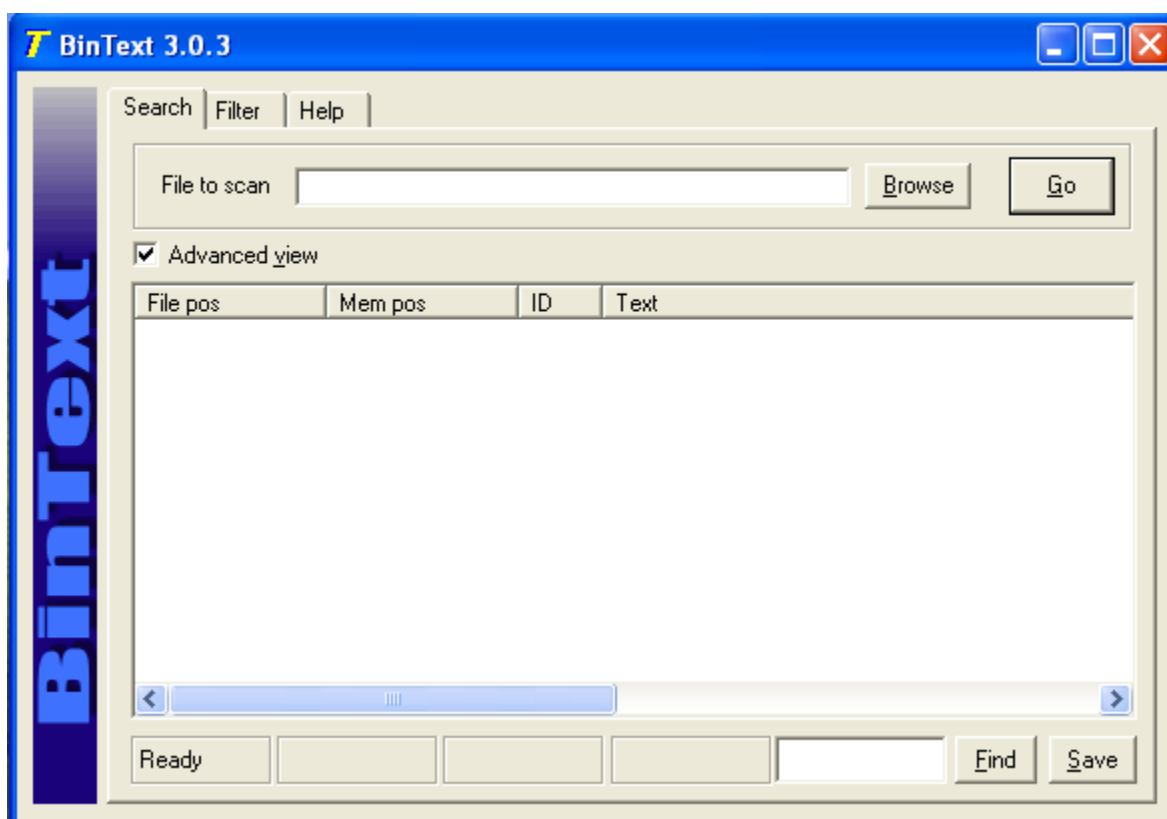 BinText 3.0.3
Search Filter Help
File to scan Browse Go
Advanced view
File pos Mem pos ID Text
Ready Find Save
BinText